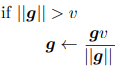 if ||g|| > v
g ← gv / ||g||